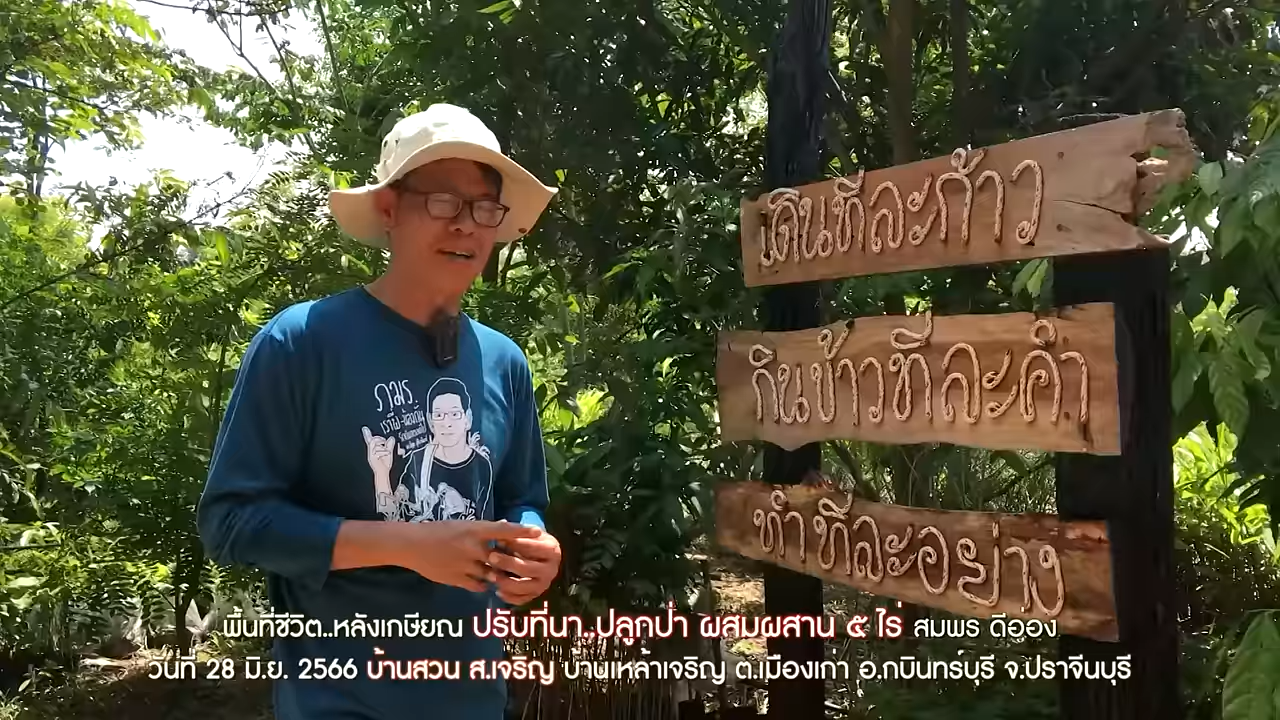 เดินทีละก้าว
กินข้าวทีละคำ
ทำทีละอย่าง
ภมร.
พื้นที่ชีวิต..หลังเกษียณ ปรับที่นา..ปลูกป่า ผสมผสาน ๕ ไร่ สมพร ดีอ่อง
วันที่ 28 มิ.ย. 2566 บ้านสวน ส.เจริญ บ้านเหล้าเจริญ ต.เมืองเก่า อ.กบินทร์บุรี จ.ปราจีนบุรี